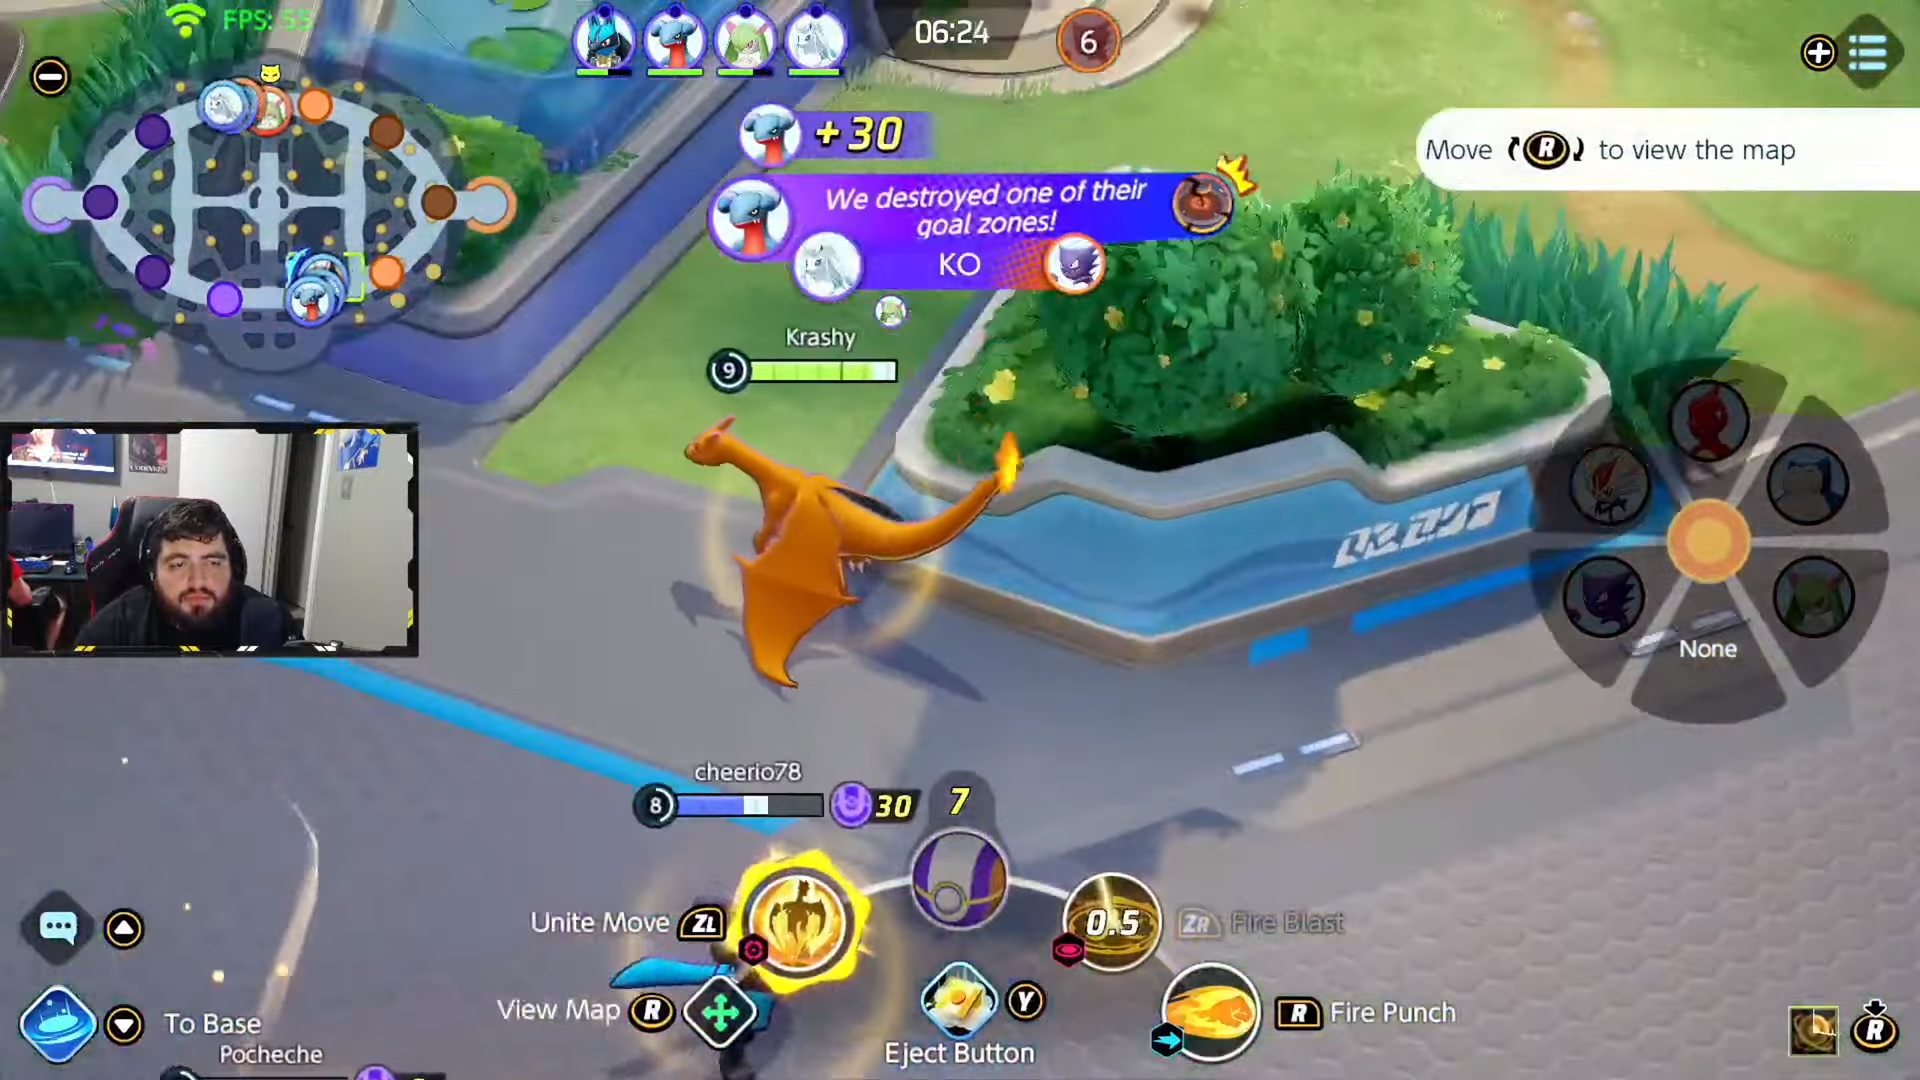 FPS: 55
06:24
6
+30
Move R to view the map
We destroyed one of their
goal zones!
KO
Krashy
9
None
cheerio78
8
30
7
Unite Move ZL
0.5
ZR Fire Blast
View Map R
Y
R Fire Punch
To Base
Eject Button
R
Pocheche